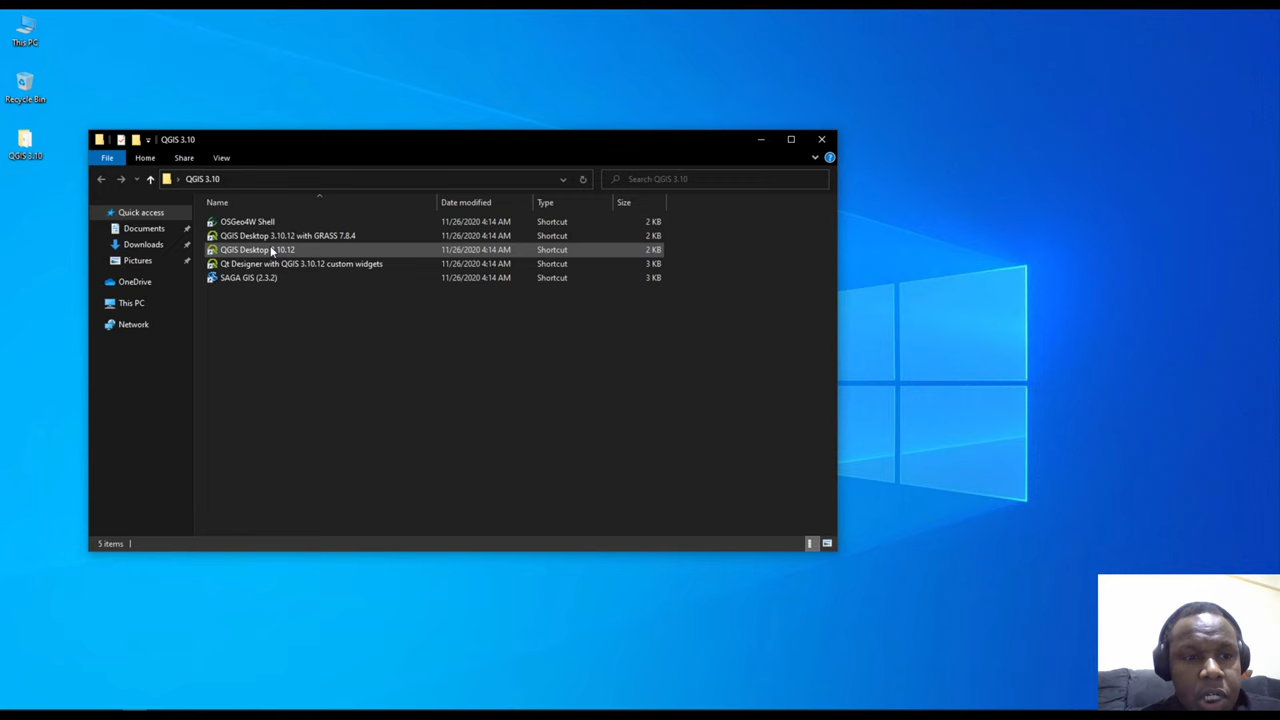 This PC
Recycle Bin
QGIS 3.10
QGIS 3.10
File Home Share View
QGIS 3.10
Search QGIS 3.10
Name Date modified Type Size
Quick access
Documents
Downloads
Pictures
OneDrive
This PC
Network
OSGeo4W Shell 11/26/2020 4:14 AM Shortcut 2 KB
QGIS Desktop 3.10.12 with GRASS 7.8.4 11/26/2020 4:14 AM Shortcut 2 KB
QGIS Desktop 3.10.12 11/26/2020 4:14 AM Shortcut 2 KB
Qt Designer with QGIS 3.10.12 custom widgets 11/26/2020 4:14 AM Shortcut 3 KB
SAGA GIS (2.3.2) 11/26/2020 4:14 AM Shortcut 3 KB
5 items